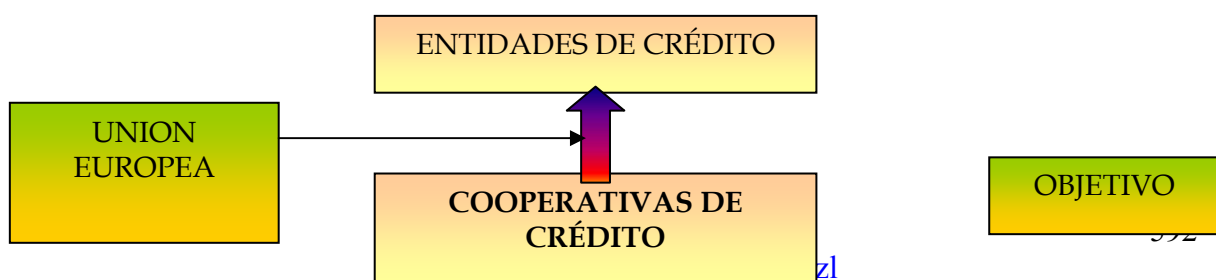 ENTIDADES DE CRÉDITO
UNION
EUROPEA
COOPERATIVAS DE
CRÉDITO
OBJETIVO
zl